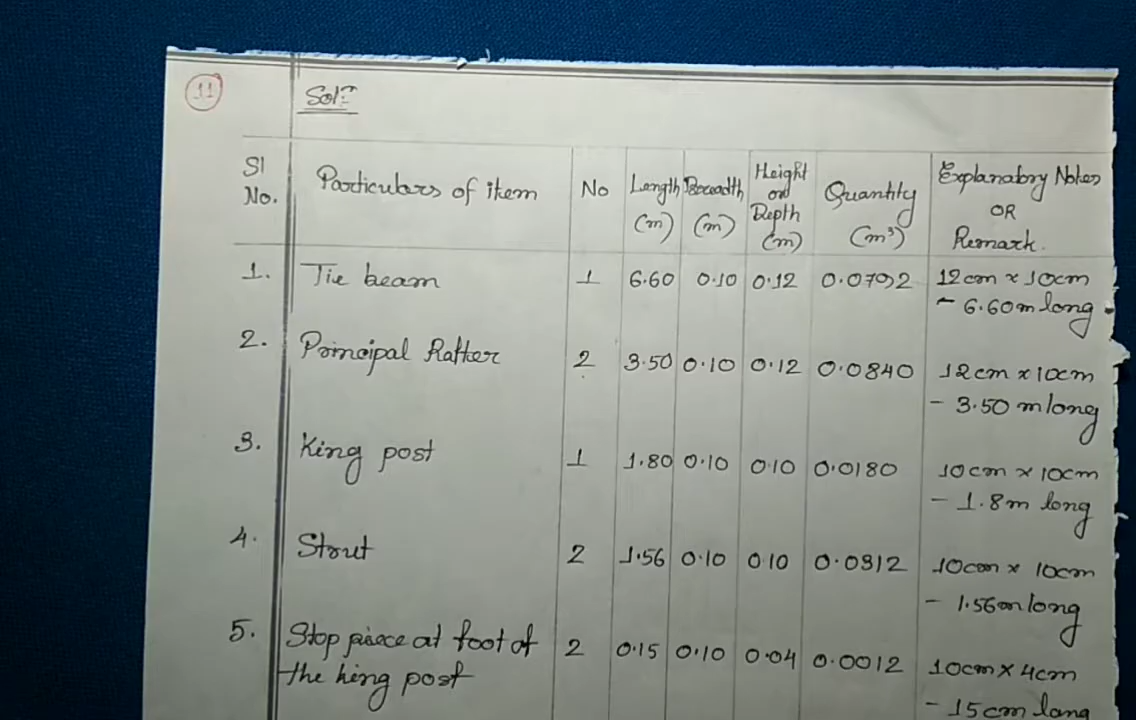 11
Solⁿ:
Sl No. | Particulars of item | No | Length (m) | Breadth (m) | Height or Depth (m) | Quantity (m³) | Explanatory Notes OR Remark.
1. Tie beam 1 6.60 0.10 0.12 0.0792 12cm x 10cm
- 6.60m long
2. Principal Rafter 2 3.50 0.10 0.12 0.0840 12cm x 10cm
- 3.50 m long
3. King post 1 1.80 0.10 0.10 0.0180 10cm x 10cm
- 1.8m long
4. Strut 2 1.56 0.10 0.10 0.0312 10cm x 10cm
- 1.56m long
5. Stop piece at foot of 2 0.15 0.10 0.04 0.0012 10cm x 4cm
the king post - 15cm long